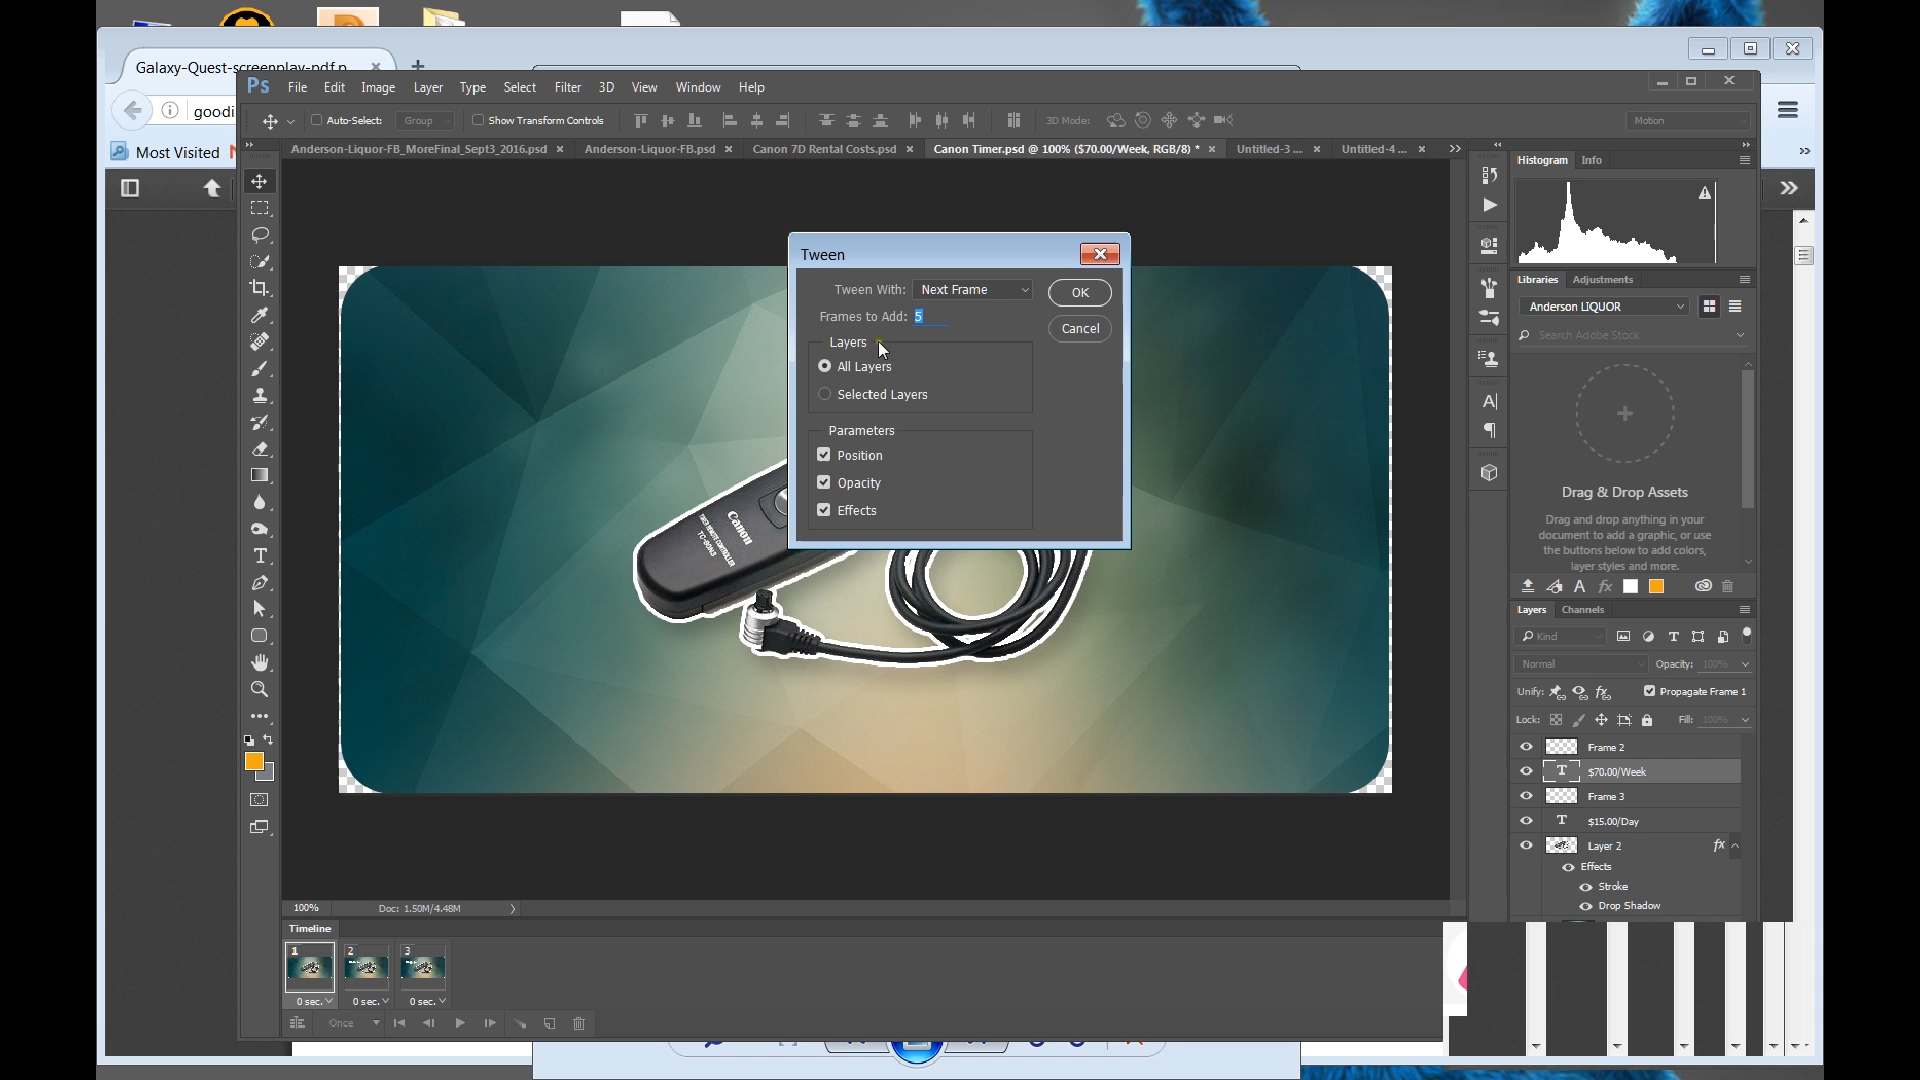 Galaxy-Quest-screenplay-pdf.p
goodi
Most Visited
Ps File Edit Image Layer Type Select Filter 3D View Window Help
Auto-Select: Group Show Transform Controls 3D Mode: Motion
Anderson-Liquor-FB_MoreFinal_Sept3_2016.psd Anderson-Liquor-FB.psd Canon 7D Rental Costs.psd Canon Timer.psd @ 100% ($70.00/Week, RGB/8) * Untitled-3 ... Untitled-4 ...
Histogram Info
Tween
Tween With: Next Frame
OK
Frames to Add: 5
Cancel
Layers
All Layers
Selected Layers
Parameters
Position
Opacity
Effects
Canon
TIMER REMOTE CONTROLLER
TC-80N3
Libraries Adjustments
Anderson LIQUOR
Search Adobe Stock
Drag & Drop Assets
Drag and drop anything in your
document to add a graphic, or use
the buttons below to add colors,
layer styles and more.
Layers Channels
Kind
Normal Opacity: 100%
Unify: Propagate Frame 1
Lock: Fill: 100%
Frame 2
$70.00/Week
Frame 3
$15.00/Day
Layer 2 fx
Effects
Stroke
Drop Shadow
100% Doc: 1.50M/4.48M
Timeline
1 2 3
0 sec. 0 sec. 0 sec.
Once